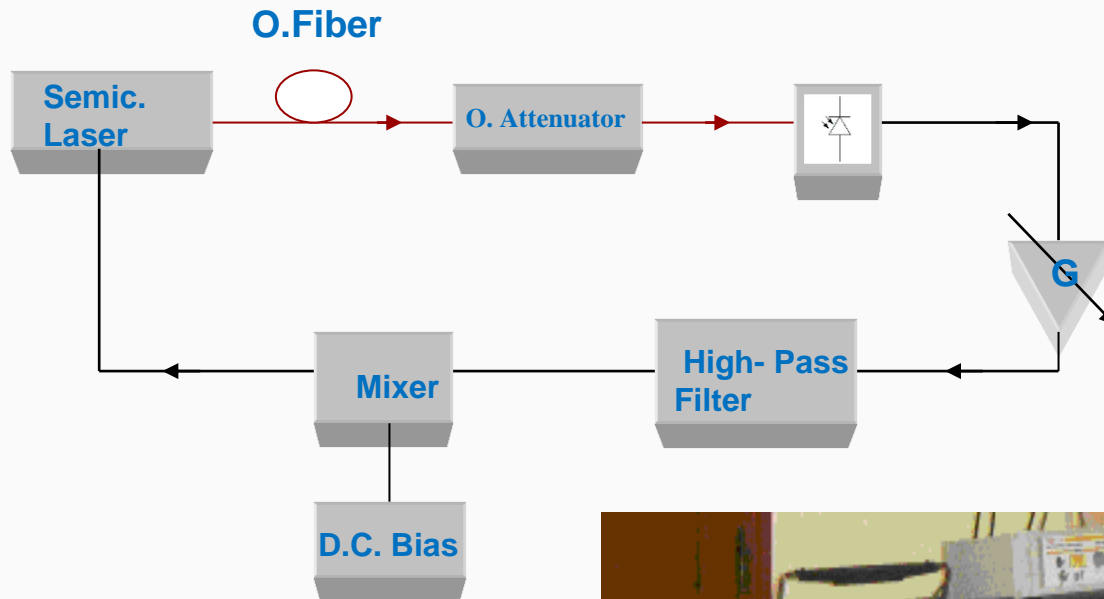 O.Fiber
Semic.
Laser
O. Attenuator
G
High- Pass
Filter
Mixer
D.C. Bias